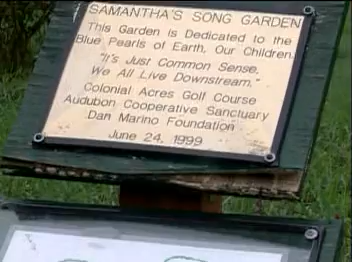 SAMANTHA'S SONG GARDEN
This Garden is Dedicated to the
Blue Pearls of Earth, Our Children.
"It's Just Common Sense,
We All Live Downstream."
Colonial Acres Golf Course
Audubon Cooperative Sanctuary
Dan Marino Foundation
June 24, 1999